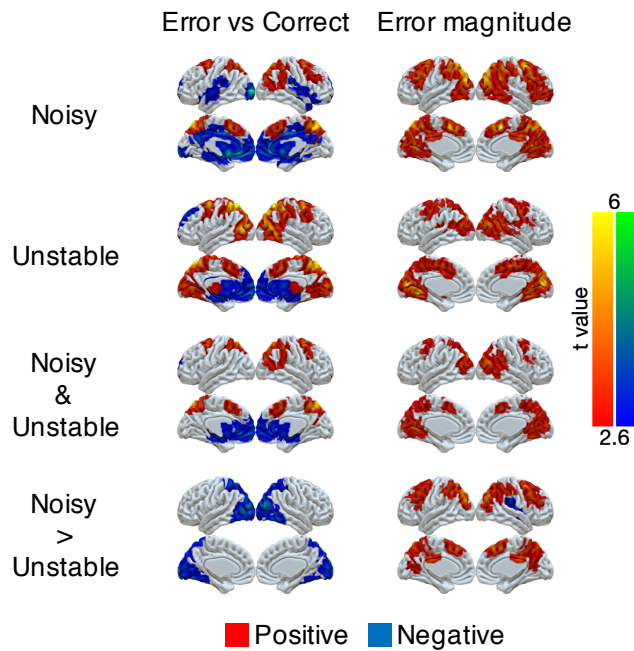 Error vs Correct
Error magnitude
Noisy
Unstable
Noisy
&
Unstable
Noisy
>
Unstable
6
t value
2.6
Positive
Negative